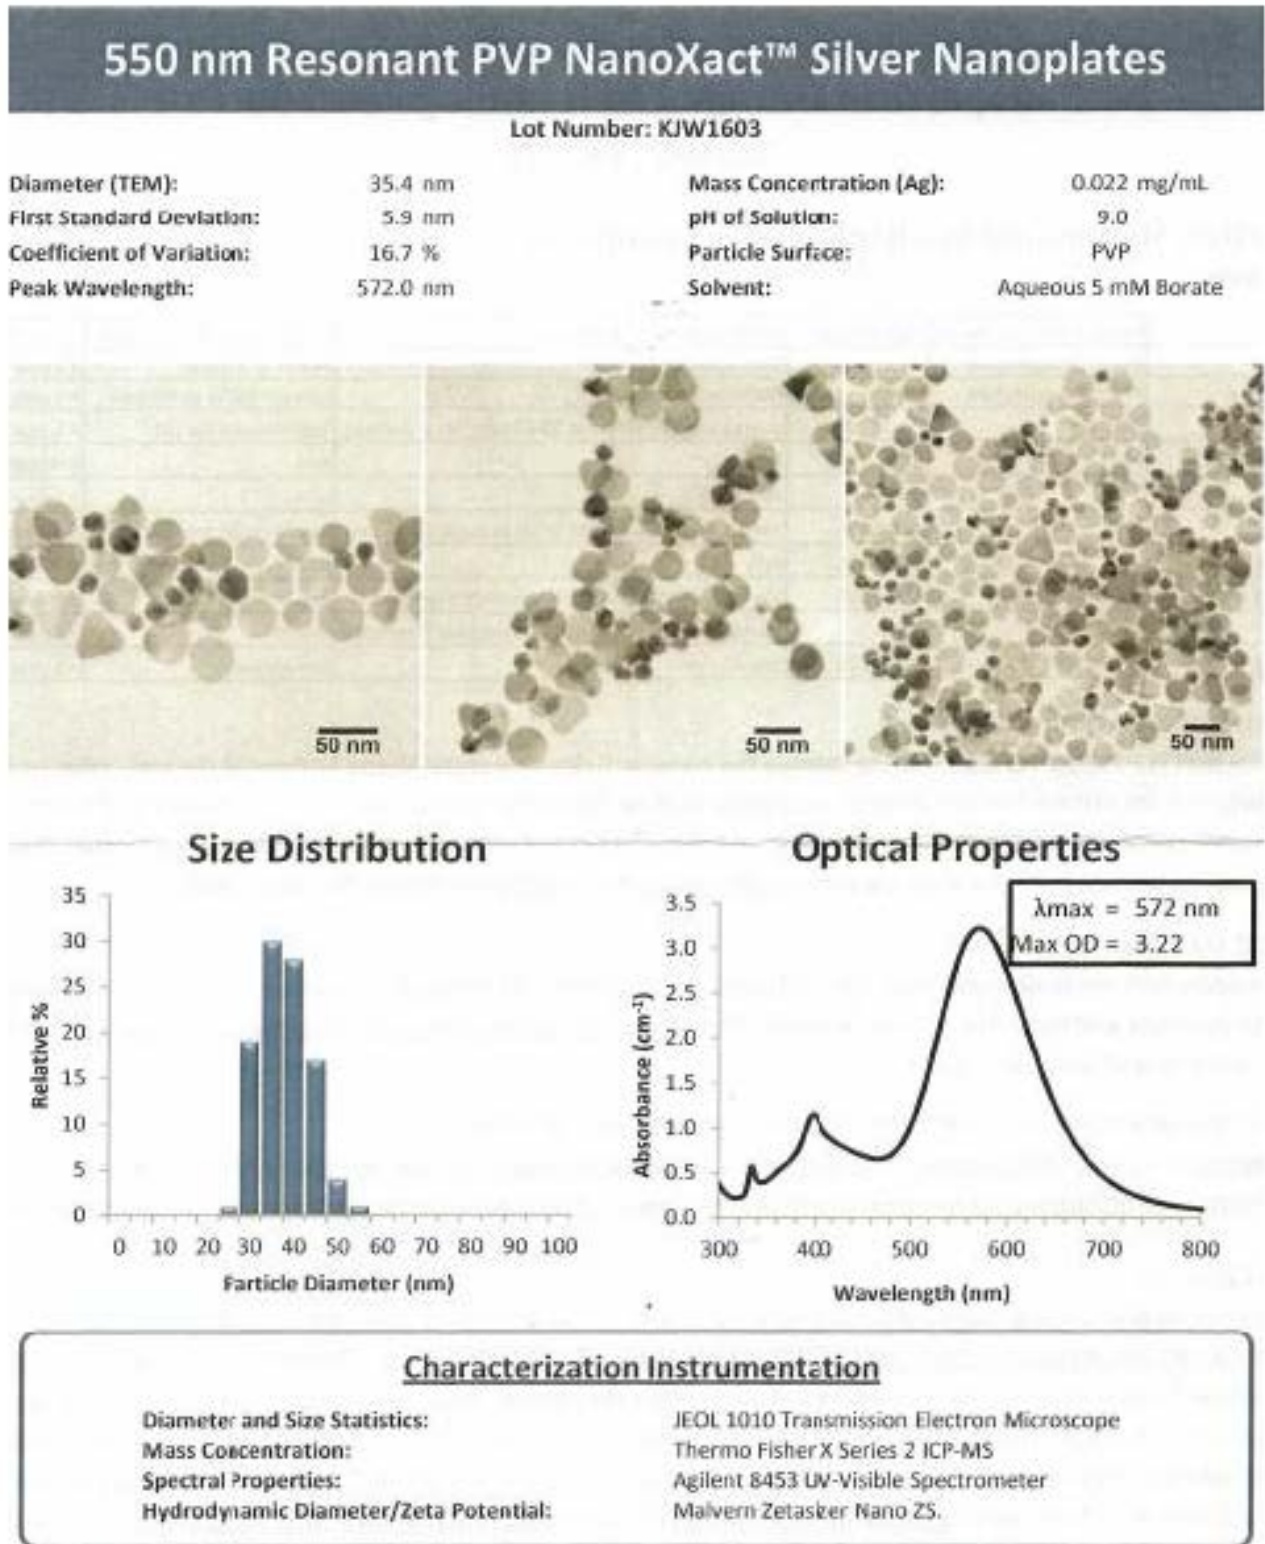 550 nm Resonant PVP NanoXact™ Silver Nanoplates
Lot Number: KJW1603
Diameter (TEM): 35.4 nm
First Standard Deviation: 5.9 nm
Coefficient of Variation: 16.7 %
Peak Wavelength: 572.0 nm
Mass Concentration (Ag): 0.022 mg/mL
pH of Solution: 9.0
Particle Surface: PVP
Solvent: Aqueous 5 mM Borate
50 nm
50 nm
50 nm
Size Distribution
35
30
25
20
15
10
5
0
Relative %
0 10 20 30 40 50 60 70 80 90 100
Particle Diameter (nm)
Optical Properties
λmax = 572 nm
Max OD = 3.22
3.5
3.0
2.5
2.0
1.5
1.0
0.5
0.0
Absorbance (cm⁻¹)
300 400 500 600 700 800
Wavelength (nm)
Characterization Instrumentation
Diameter and Size Statistics: JEOL 1010 Transmission Electron Microscope
Mass Concentration: Thermo Fisher X Series 2 ICP-MS
Spectral Properties: Agilent 8453 UV-Visible Spectrometer
Hydrodynamic Diameter/Zeta Potential: Malvern Zetasizer Nano ZS.